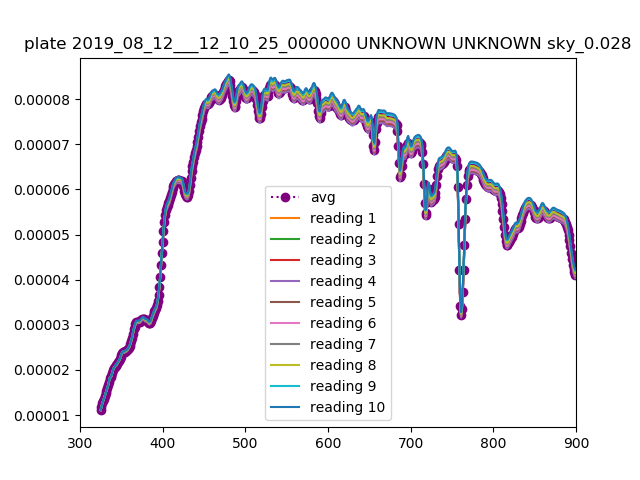 plate 2019_08_12___12_10_25_000000 UNKNOWN UNKNOWN sky_0.028
0.00008
0.00007
0.00006
0.00005
0.00004
0.00003
0.00002
0.00001
avg
reading 1
reading 2
reading 3
reading 4
reading 5
reading 6
reading 7
reading 8
reading 9
reading 10
300 400 500 600 700 800 900